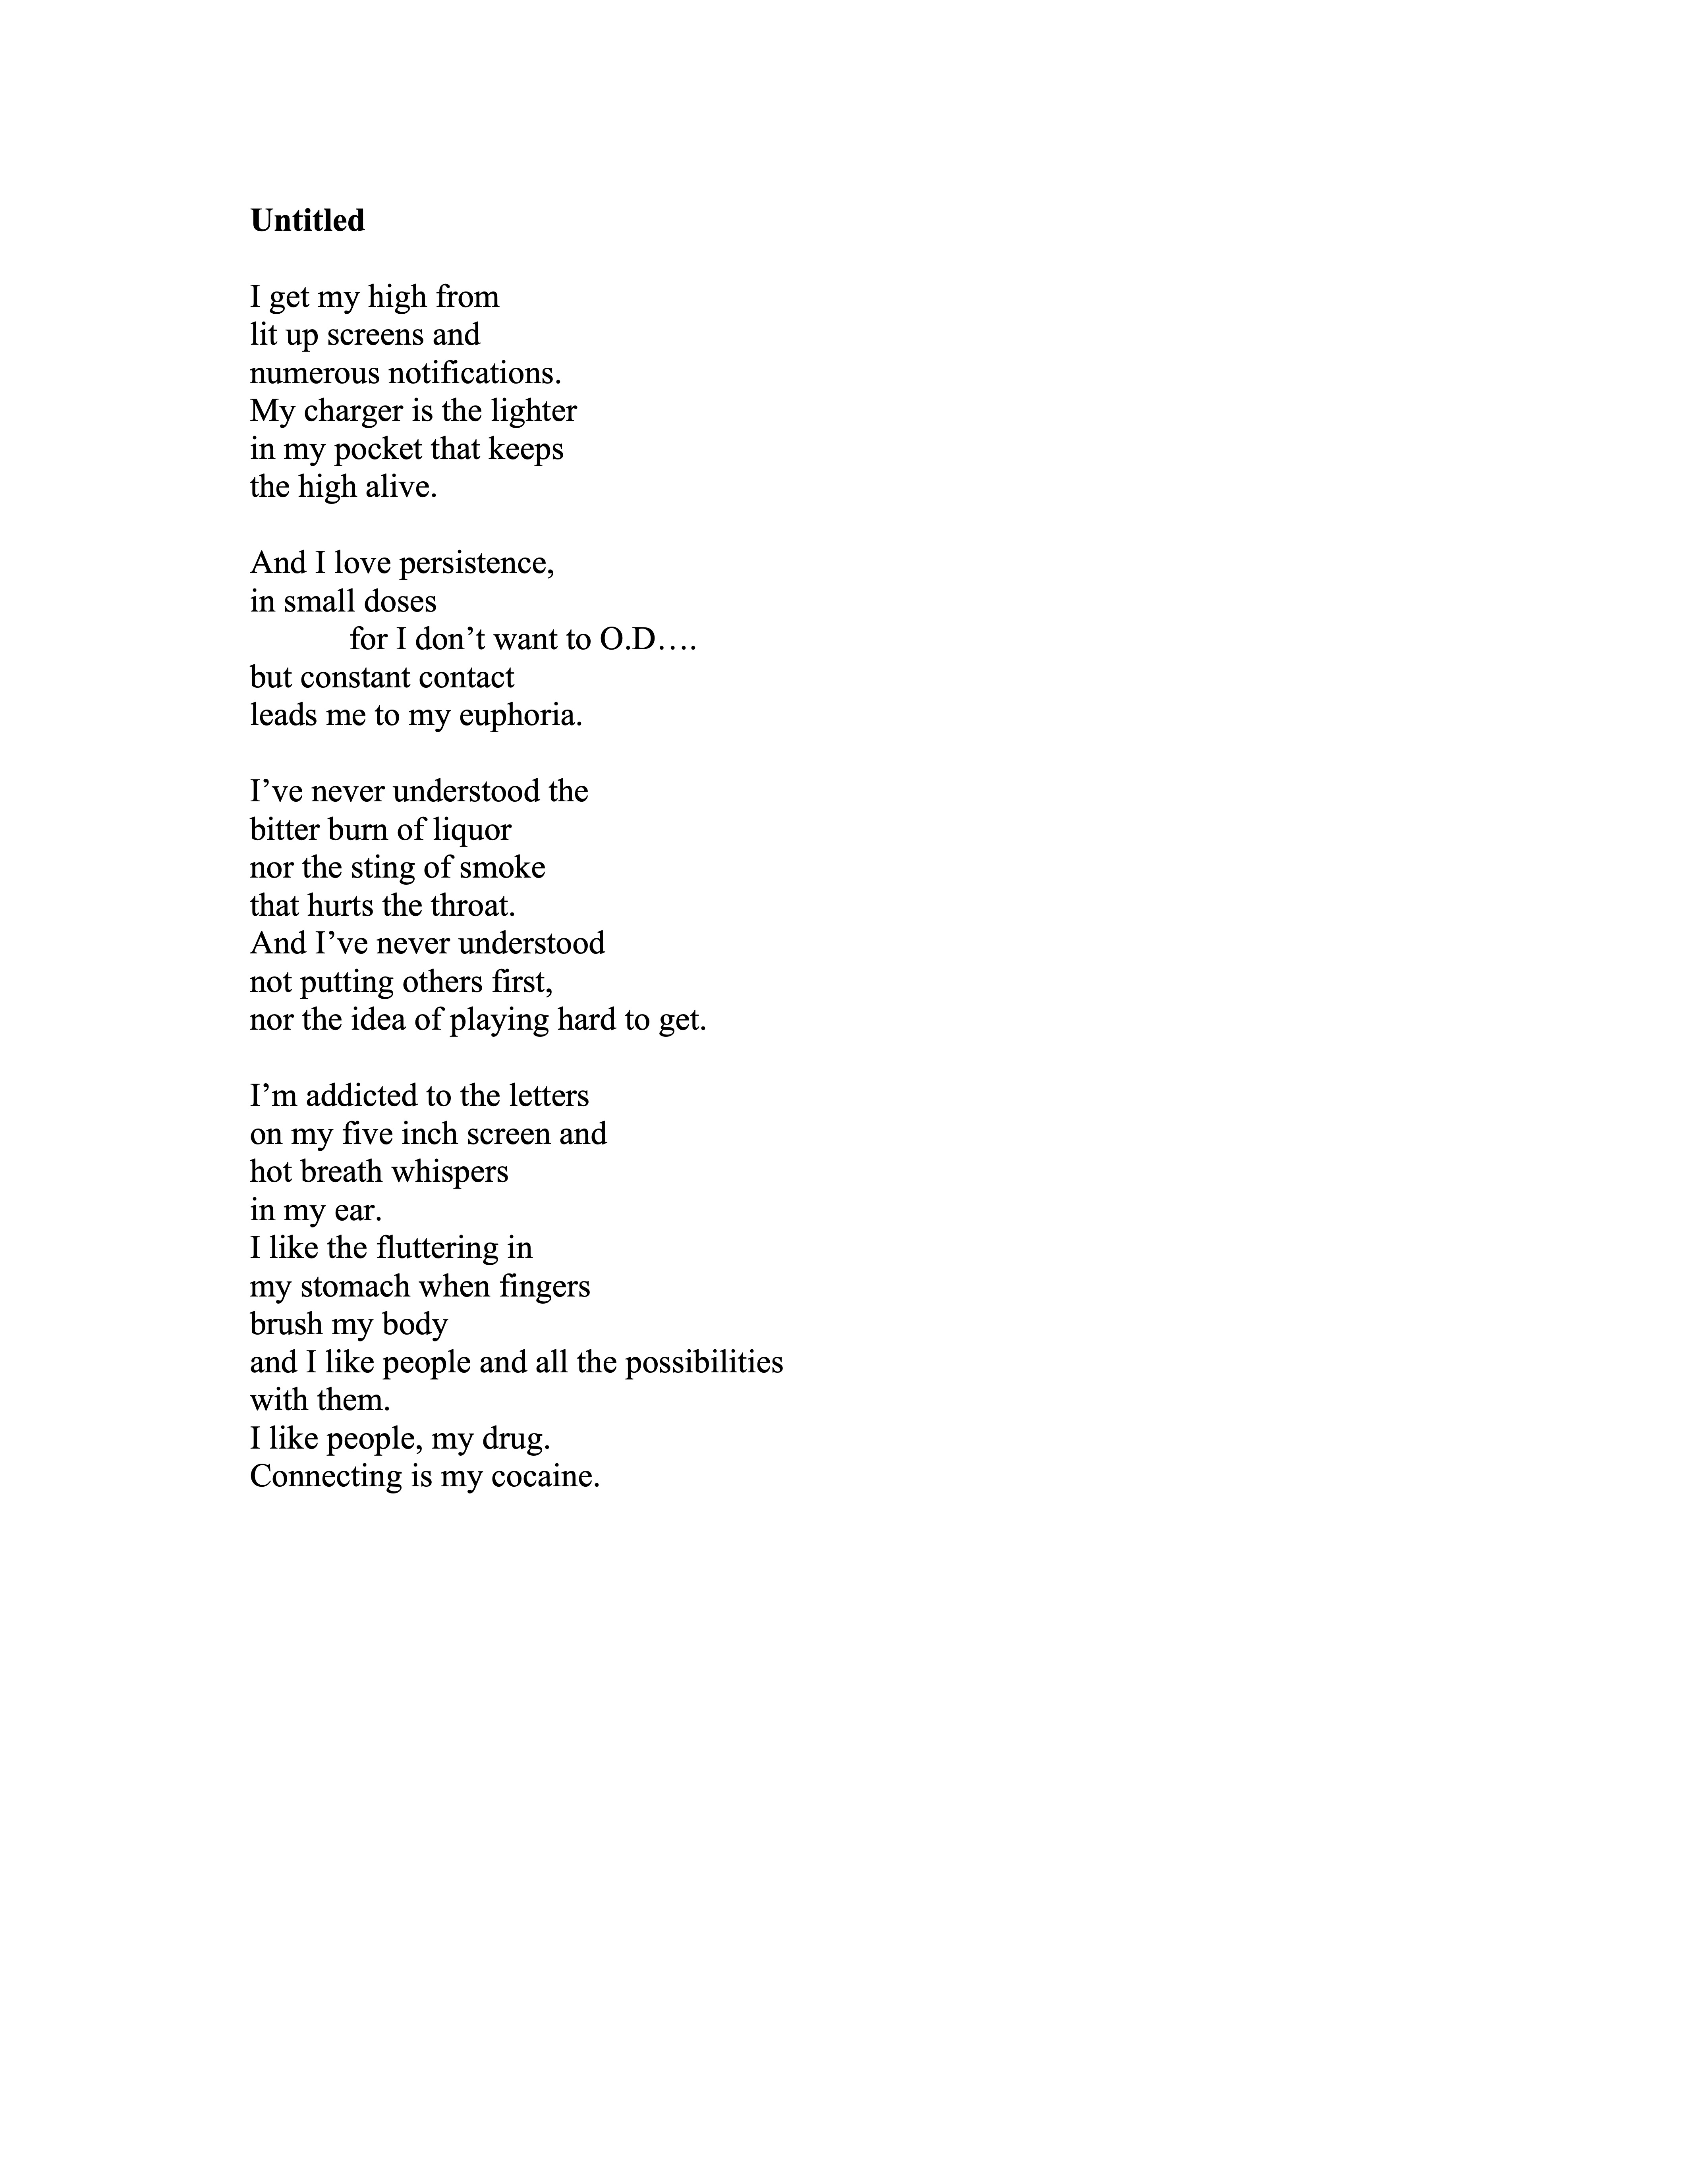 Untitled
I get my high from
lit up screens and
numerous notifications.
My charger is the lighter
in my pocket that keeps
the high alive.
And I love persistence,
in small doses
for I don’t want to O.D….
but constant contact
leads me to my euphoria.
I’ve never understood the
bitter burn of liquor
nor the sting of smoke
that hurts the throat.
And I’ve never understood
not putting others first,
nor the idea of playing hard to get.
I’m addicted to the letters
on my five inch screen and
hot breath whispers
in my ear.
I like the fluttering in
my stomach when fingers
brush my body
and I like people and all the possibilities
with them.
I like people, my drug.
Connecting is my cocaine.